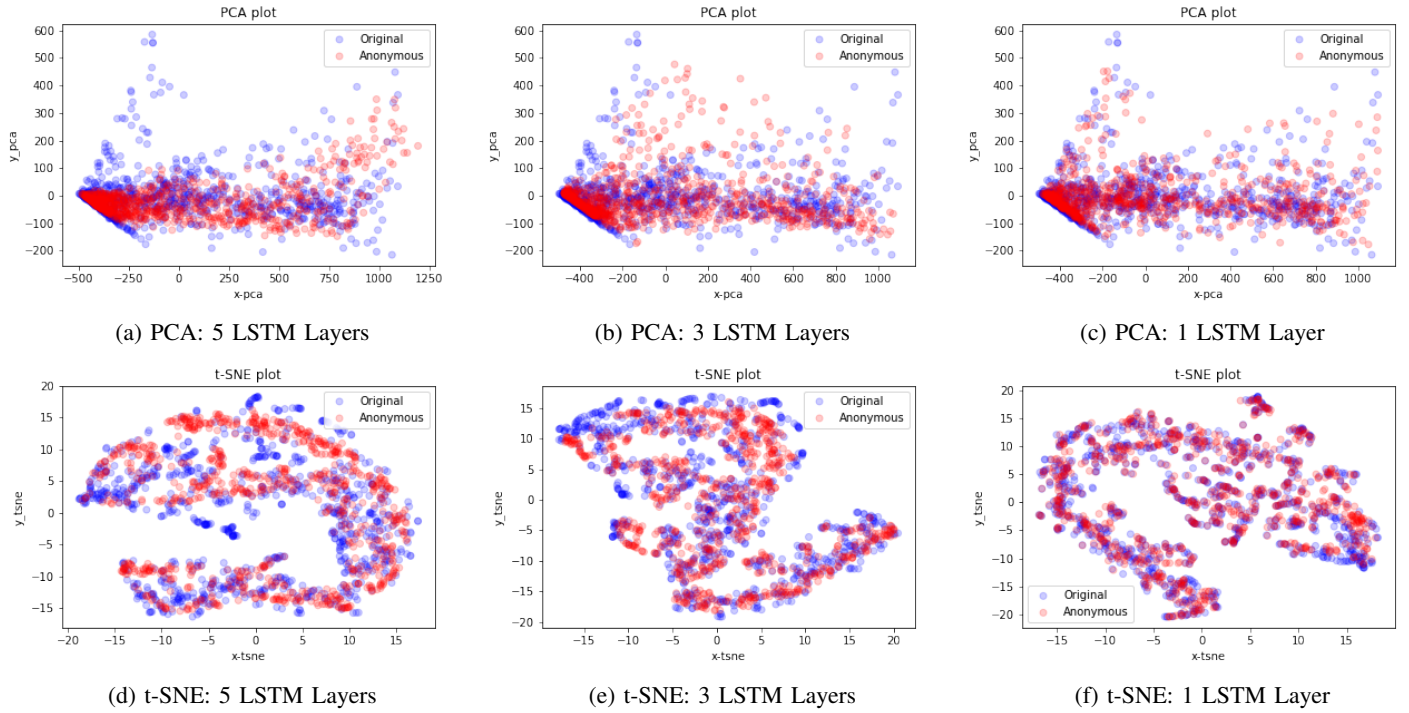 PCA plot
Original
Anonymous
600
500
400
300
200
100
0
−100
−200
y_pca
−500
−250
0
250
500
750
1000
1250
x-pca
(a) PCA: 5 LSTM Layers
PCA plot
Original
Anonymous
600
500
400
300
200
100
0
−100
−200
y_pca
−400
−200
0
200
400
600
800
1000
x-pca
(b) PCA: 3 LSTM Layers
PCA plot
Original
Anonymous
600
500
400
300
200
100
0
−100
−200
y_pca
−400
−200
0
200
400
600
800
1000
x-pca
(c) PCA: 1 LSTM Layer
t-SNE plot
Original
Anonymous
20
15
10
5
0
−5
−10
−15
y_tsne
−20
−15
−10
−5
0
5
10
15
x-tsne
(d) t-SNE: 5 LSTM Layers
t-SNE plot
Original
Anonymous
15
10
5
0
−5
−10
−15
−20
y_tsne
−15
−10
−5
0
5
10
15
20
x-tsne
(e) t-SNE: 3 LSTM Layers
t-SNE plot
20
15
10
5
0
−5
−10
−15
−20
y_tsne
Original
Anonymous
−15
−10
−5
0
5
10
15
x-tsne
(f) t-SNE: 1 LSTM Layer